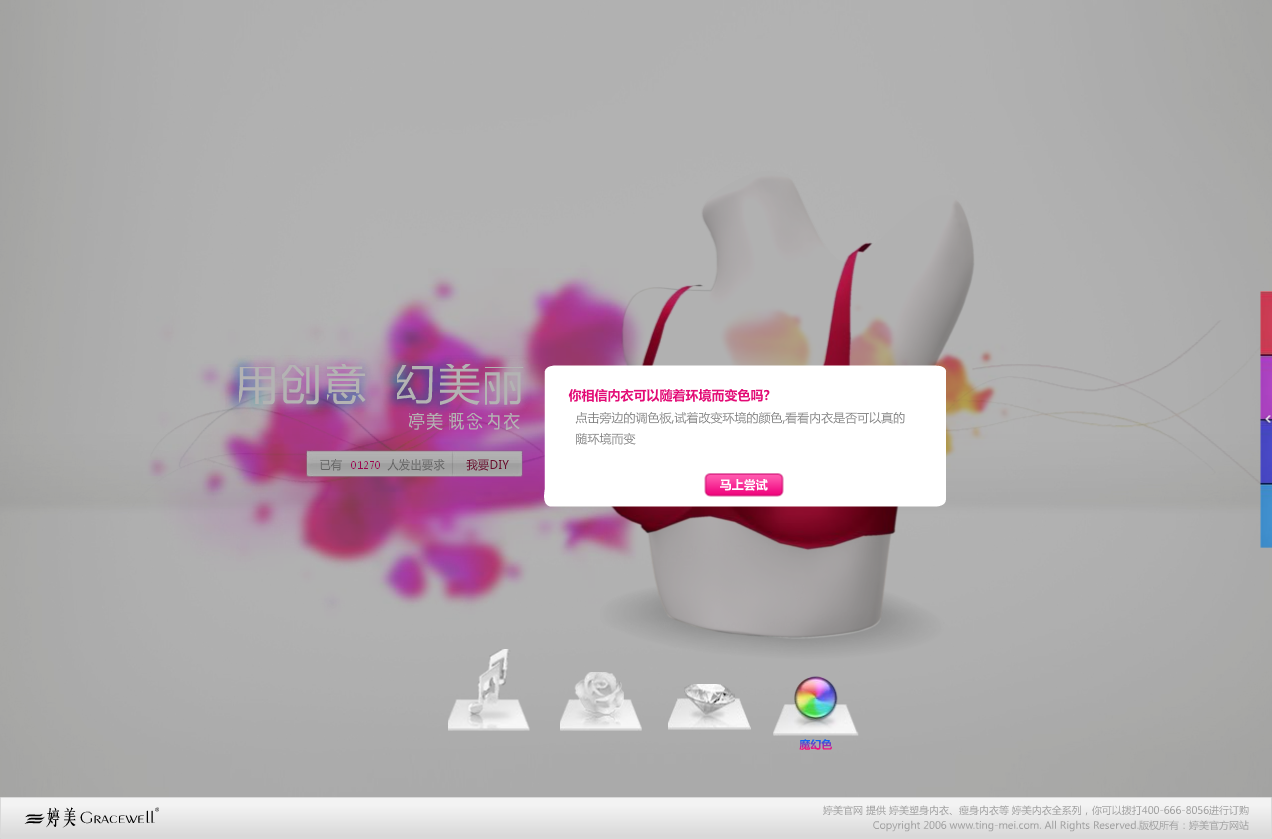 用创意 幻美丽
婷美 概念内衣
已有 01270 人发出要求 我要DIY
你相信内衣可以随着环境而变色吗?
点击旁边的调色板,试着改变环境的颜色,看看内衣是否可以真的
随环境而变
马上尝试
魔幻色
婷美 GRACEWELL®
婷美官网 提供 婷美塑身内衣、瘦身内衣等 婷美内衣全系列，你可以拨打400-666-8056进行订购
Copyright 2006 www.ting-mei.com. All Rights Reserved.版权所有：婷美官方网站